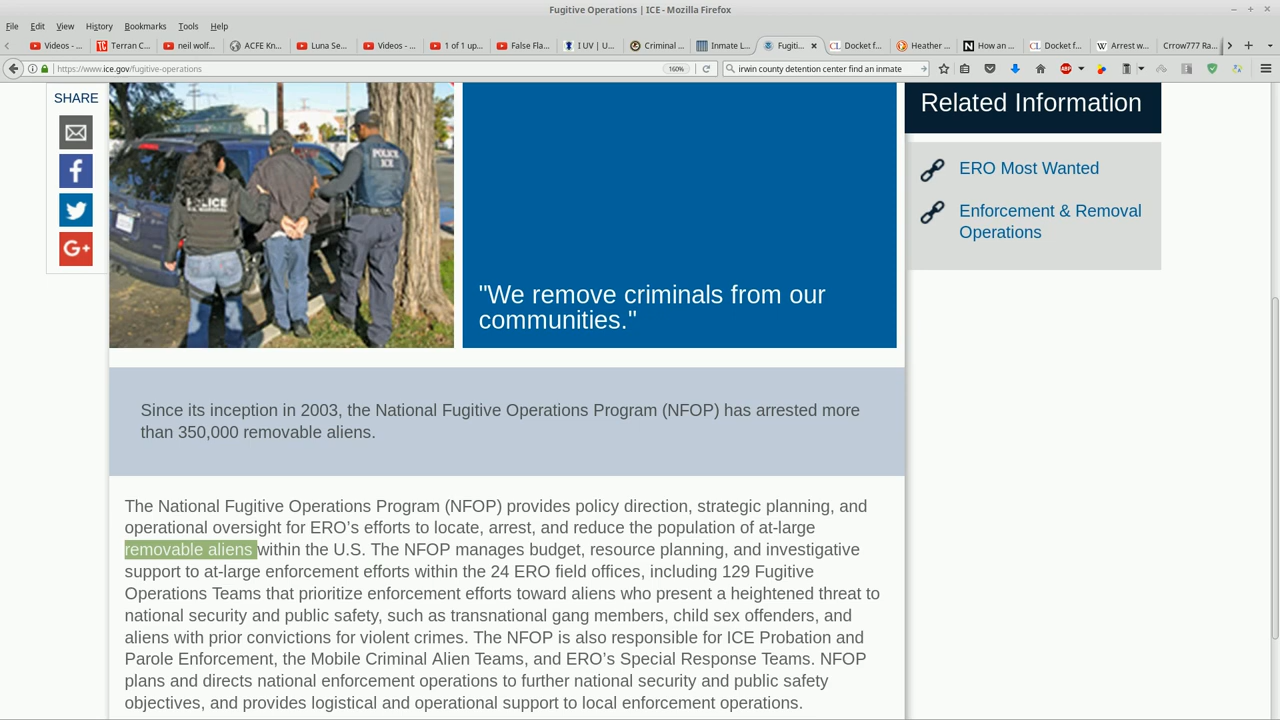 Fugitive Operations | ICE - Mozilla Firefox
File Edit View History Bookmarks Tools Help
Videos - ... Terran C... neil wolf... ACFE Kn... Luna Se... Videos - ... 1 of 1 up... False Fla... I UV | U... Criminal ... Inmate L... Fugiti... Docket f... Heather ... How an ... Docket f... Arrest w... Crrow777 Ra...
https://www.ice.gov/fugitive-operations 160% irwin county detention center find an inmate
SHARE
POLICE
U.S. MARSHAL
POLICE
ICE
"We remove criminals from our
communities."
Related Information
ERO Most Wanted
Enforcement & Removal
Operations
Since its inception in 2003, the National Fugitive Operations Program (NFOP) has arrested more
than 350,000 removable aliens.
The National Fugitive Operations Program (NFOP) provides policy direction, strategic planning, and
operational oversight for ERO's efforts to locate, arrest, and reduce the population of at-large
removable aliens within the U.S. The NFOP manages budget, resource planning, and investigative
support to at-large enforcement efforts within the 24 ERO field offices, including 129 Fugitive
Operations Teams that prioritize enforcement efforts toward aliens who present a heightened threat to
national security and public safety, such as transnational gang members, child sex offenders, and
aliens with prior convictions for violent crimes. The NFOP is also responsible for ICE Probation and
Parole Enforcement, the Mobile Criminal Alien Teams, and ERO's Special Response Teams. NFOP
plans and directs national enforcement operations to further national security and public safety
objectives, and provides logistical and operational support to local enforcement operations.